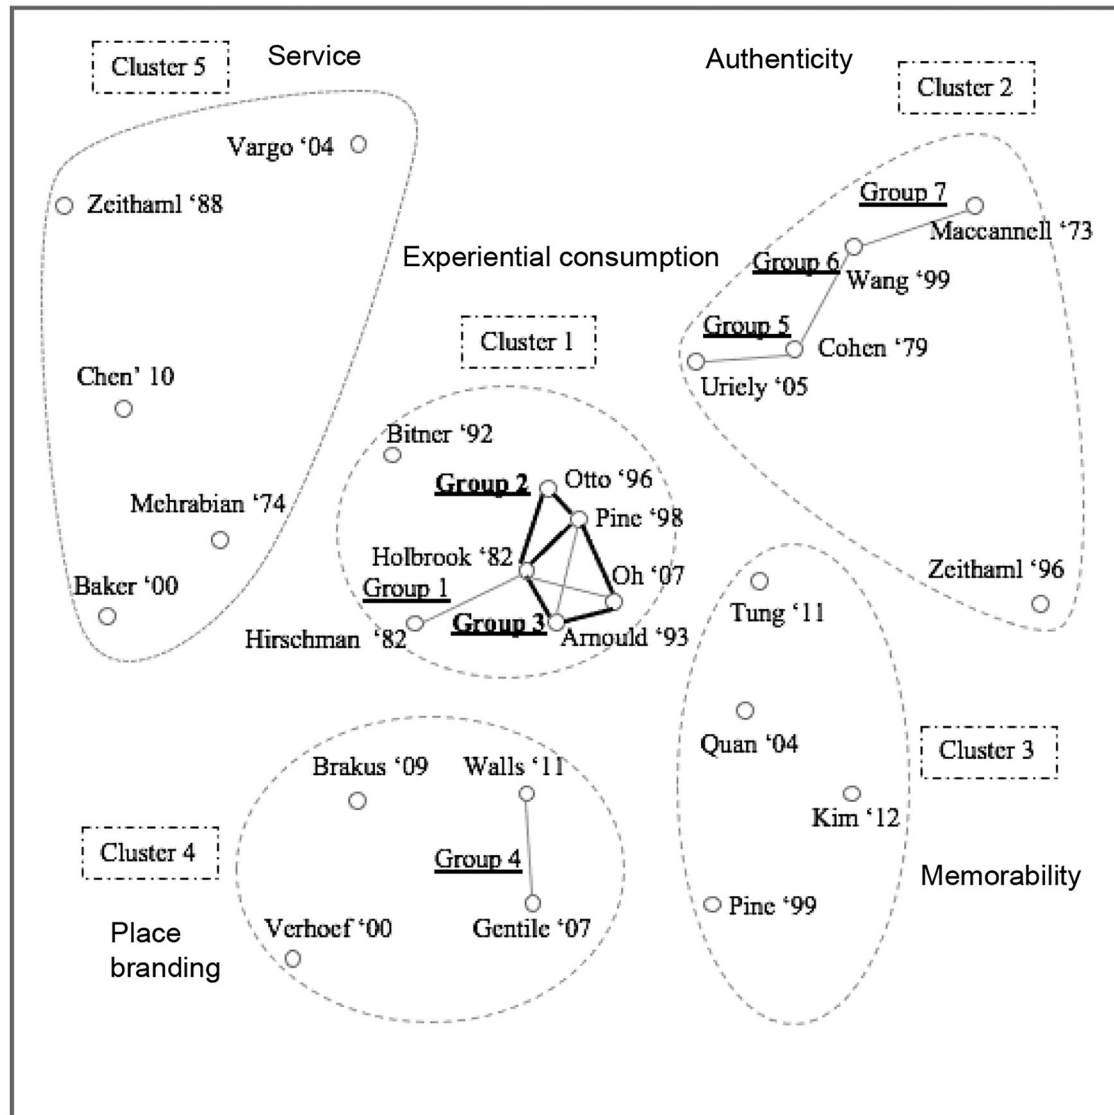 Service
Authenticity
Cluster 5
Cluster 2
Vargo ‘04
Zeithaml ‘88
Group 7
Maccannell ‘73
Experiential consumption
Group 6
Wang ‘99
Group 5
Cohen ‘79
Uriely ‘05
Cluster 1
Chen’ 10
Bitner ‘92
Otto ‘96
Group 2
Pine ‘98
Mehrabian ‘74
Holbrook ‘82
Oh ‘07
Group 1
Baker ‘00
Group 3
Hirschman ‘82
Arnould ‘93
Zeithaml ‘96
Tung ‘11
Quan ‘04
Cluster 3
Brakus ‘09
Walls ‘11
Kim ‘12
Cluster 4
Group 4
Memorability
Pine ‘99
Verhoef ‘00
Gentile ‘07
Place
branding